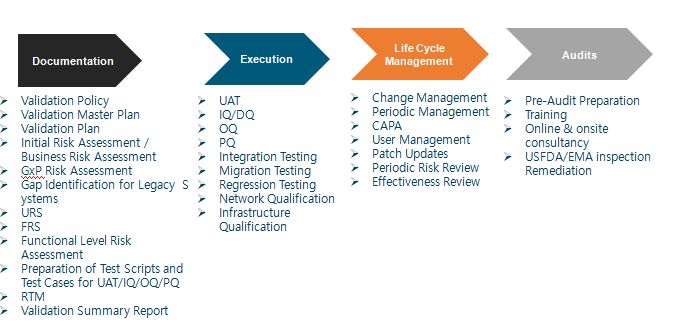 Documentation
Validation Policy
Validation Master Plan
Validation Plan
Initial Risk Assessment /
Business Risk Assessment
GxP Risk Assessment
Gap Identification for Legacy S
ystems
URS
FRS
Functional Level Risk
Assessment
Preparation of Test Scripts and
Test Cases for UAT/IQ/OQ/PQ
RTM
Validation Summary Report
Execution
UAT
IQ/DQ
OQ
PQ
Integration Testing
Migration Testing
Regression Testing
Network Qualification
Infrastructure
Qualification
Life Cycle
Management
Change Management
Periodic Management
CAPA
User Management
Patch Updates
Periodic Risk Review
Effectiveness Review
Audits
Pre-Audit Preparation
Training
Online & onsite
consultancy
USFDA/EMA inspection
Remediation